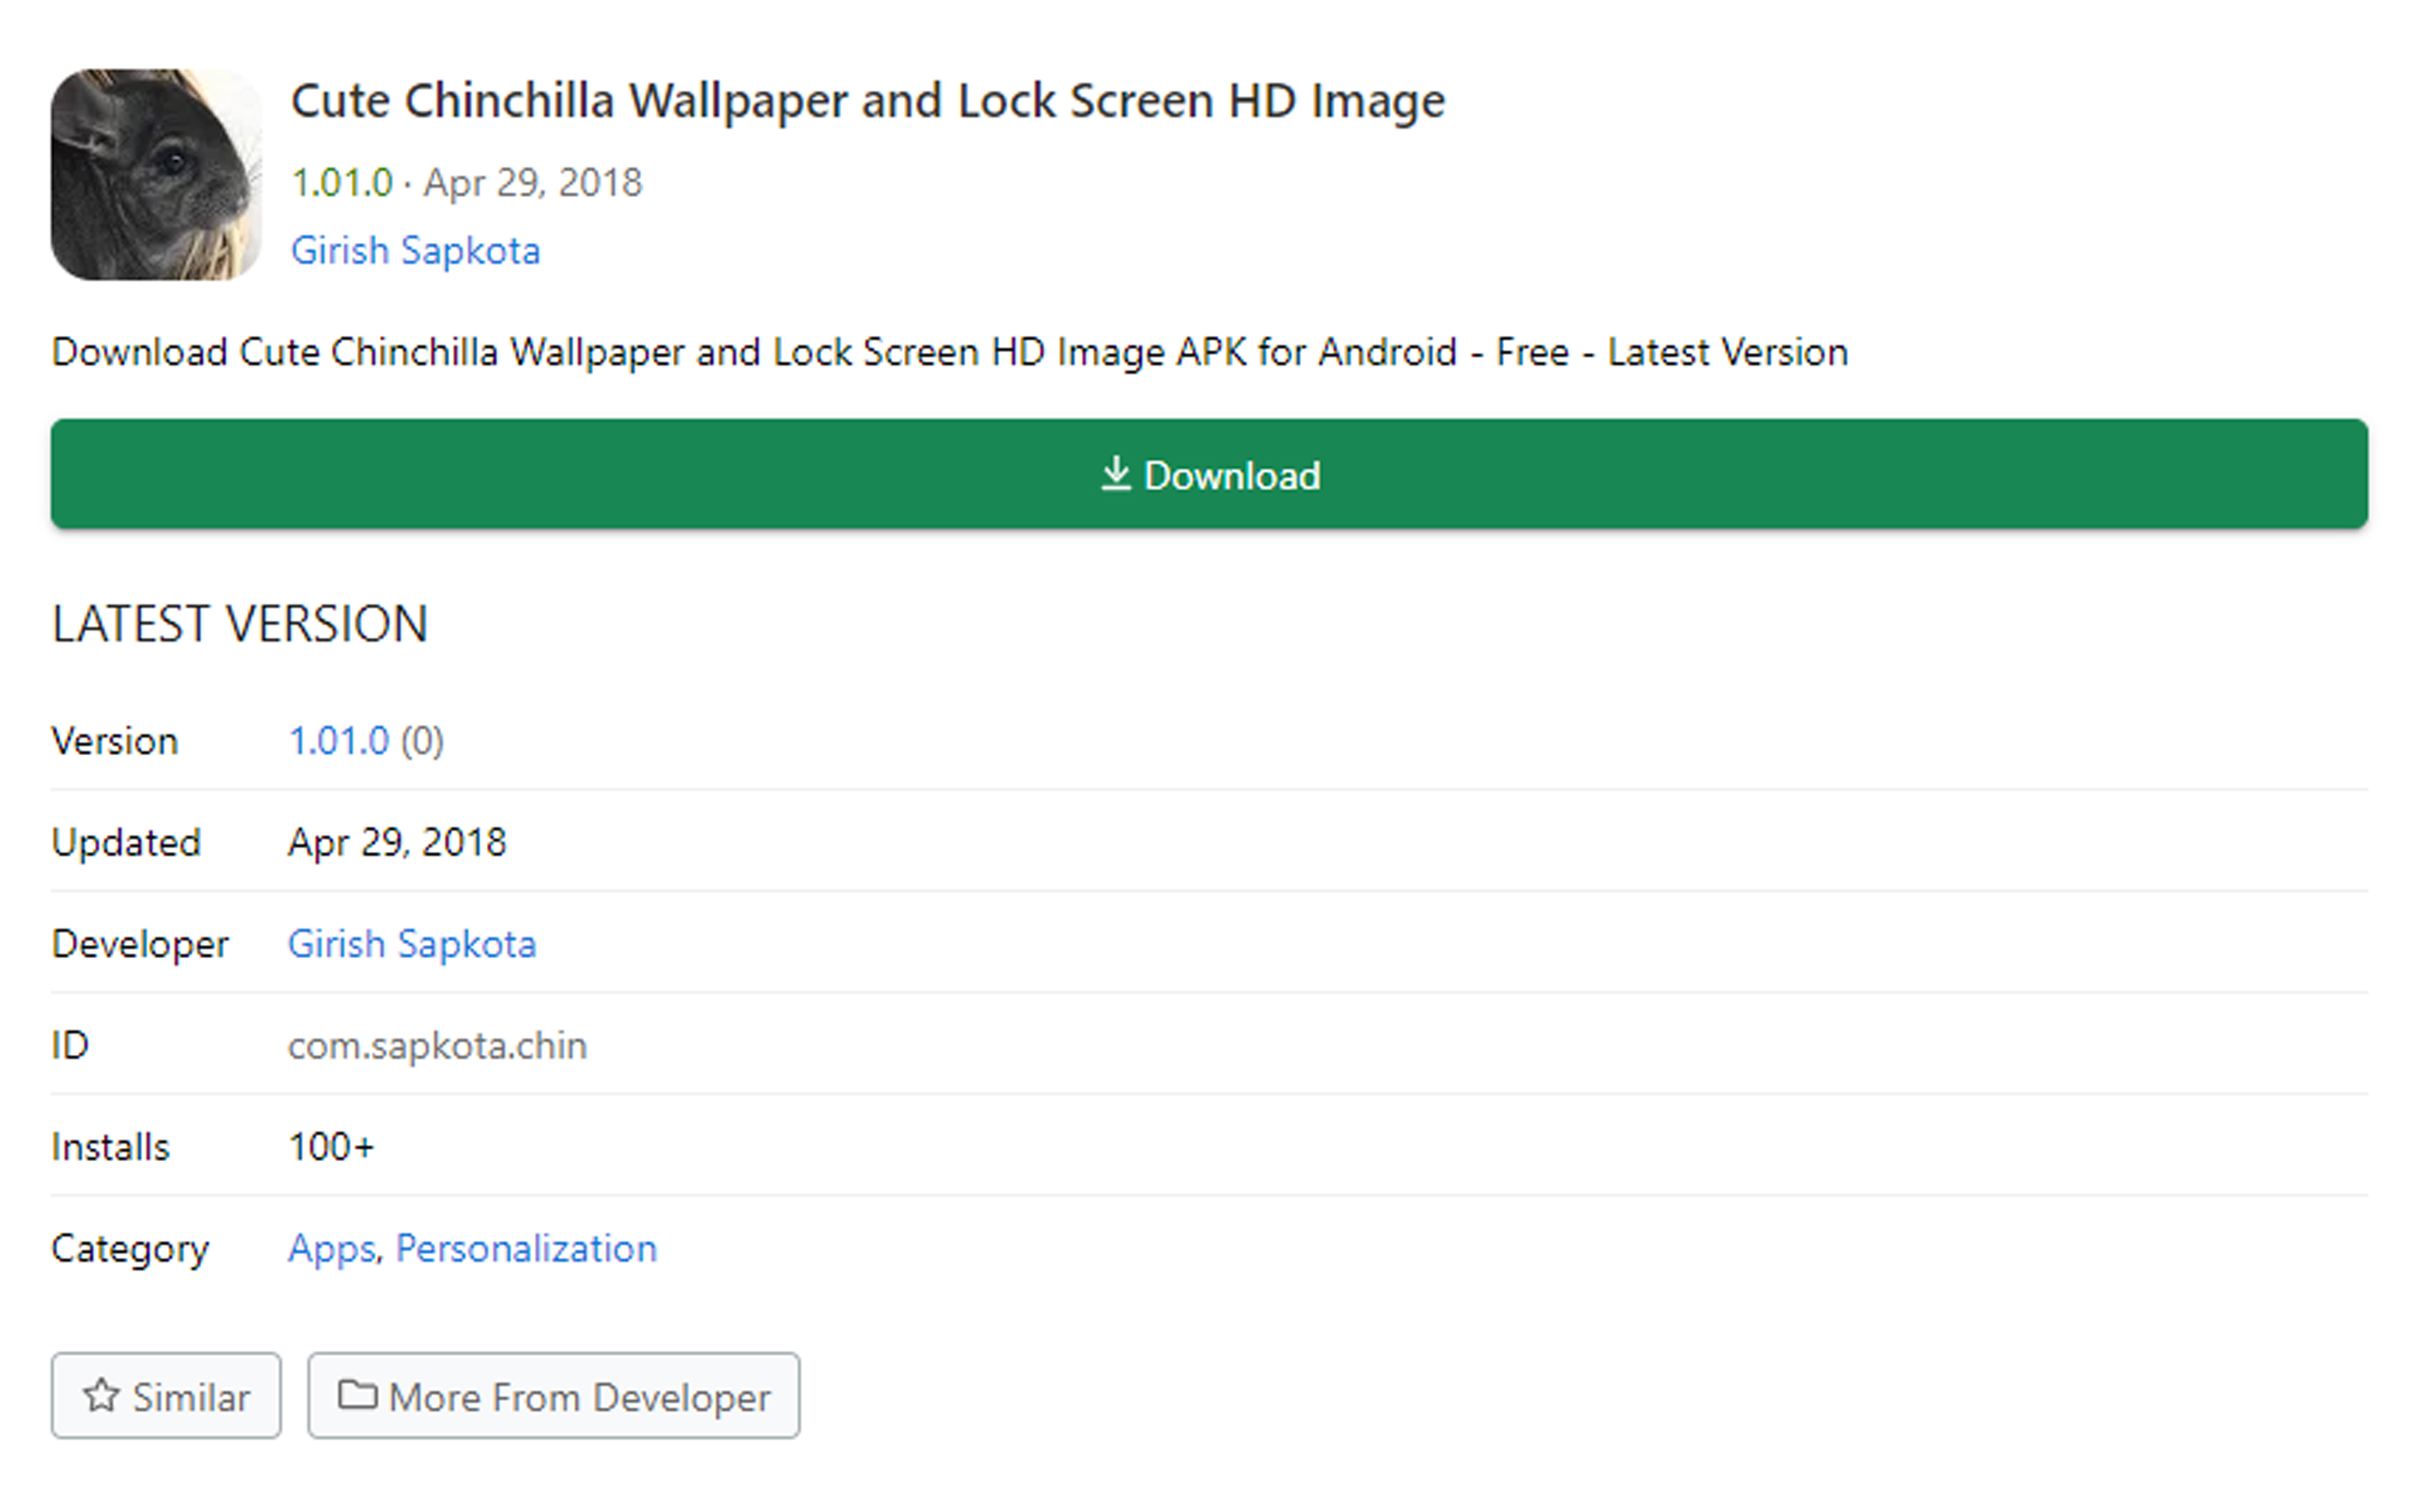 Cute Chinchilla Wallpaper and Lock Screen HD Image
1.01.0 · Apr 29, 2018
Girish Sapkota
Download Cute Chinchilla Wallpaper and Lock Screen HD Image APK for Android - Free - Latest Version
Download
LATEST VERSION
Version 1.01.0 (0)
Updated Apr 29, 2018
Developer Girish Sapkota
ID com.sapkota.chin
Installs 100+
Category Apps, Personalization
Similar More From Developer